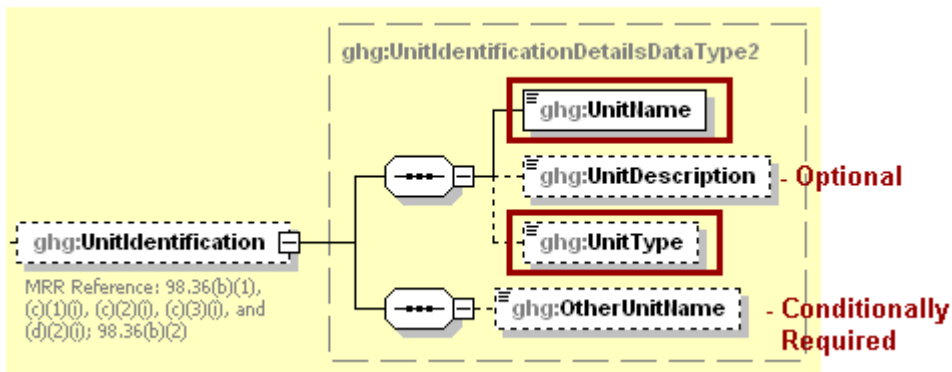 ghg:UnitIdentificationDetailsDataType2
ghg:UnitName
ghg:UnitDescription
- Optional
ghg:UnitIdentification
ghg:UnitType
MRR Reference: 98.36(b)(1),
(c)(1)(i), (c)(2)(i), (c)(3)(i), and
(d)(2)(i); 98.36(b)(2)
ghg:OtherUnitName
- Conditionally
Required